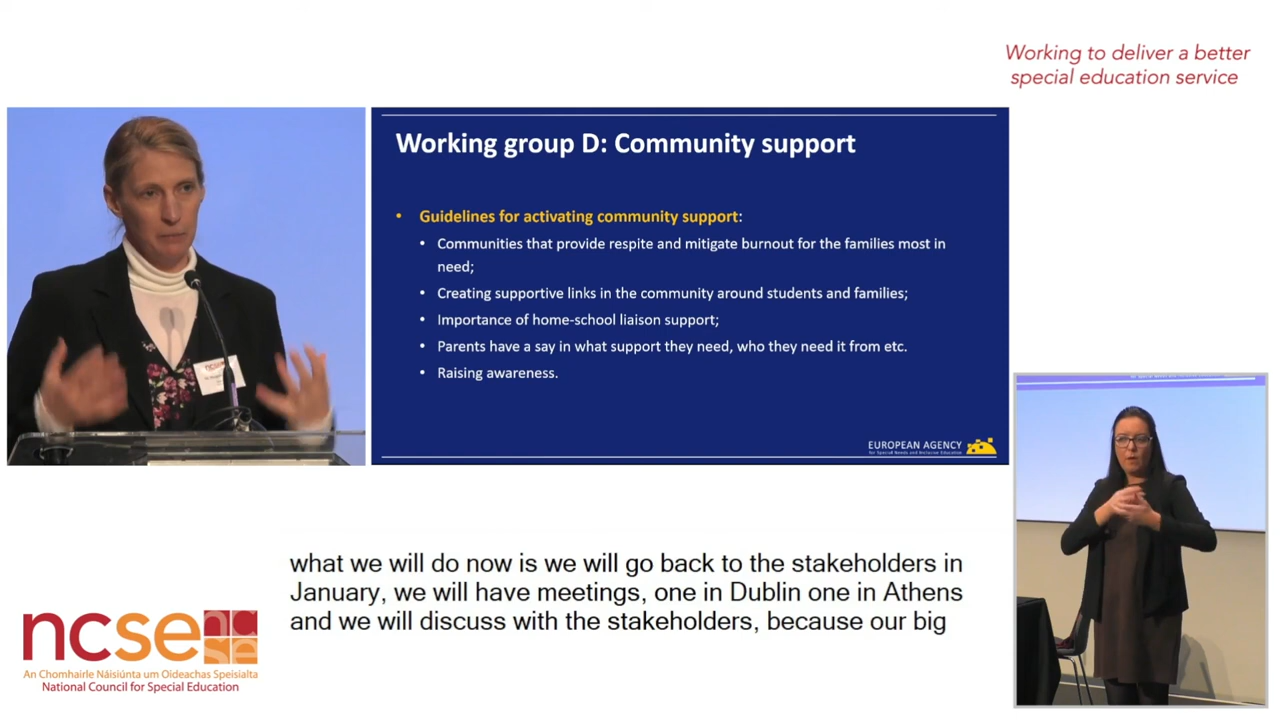 Working to deliver a better
special education service
Working group D: Community support
• Guidelines for activating community support:
• Communities that provide respite and mitigate burnout for the families most in
need;
• Creating supportive links in the community around students and families;
• Importance of home-school liaison support;
• Parents have a say in what support they need, who they need it from etc.
• Raising awareness.
EUROPEAN AGENCY
for Special Needs and Inclusive Education
what we will do now is we will go back to the stakeholders in
January, we will have meetings, one in Dublin one in Athens
and we will discuss with the stakeholders, because our big
ncse
nc
se
An Chomhairle Náisiúnta um Oideachas Speisialta
National Council for Special Education
ncse